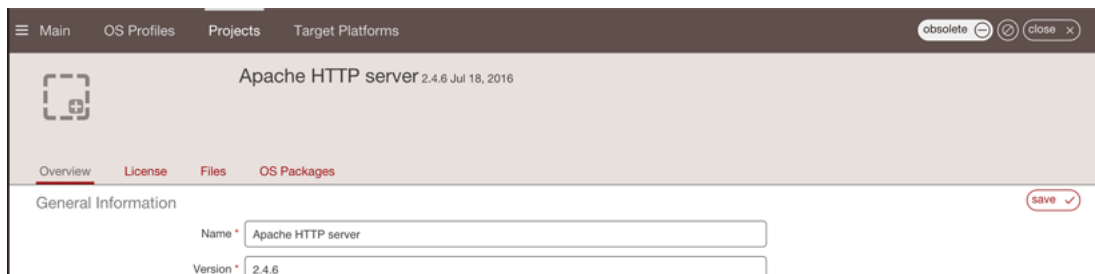 Main OS Profiles Projects Target Platforms obsolete close
Apache HTTP server 2.4.6 Jul 18, 2016
Overview License Files OS Packages
General Information save
Name * Apache HTTP server
Version * 2.4.6